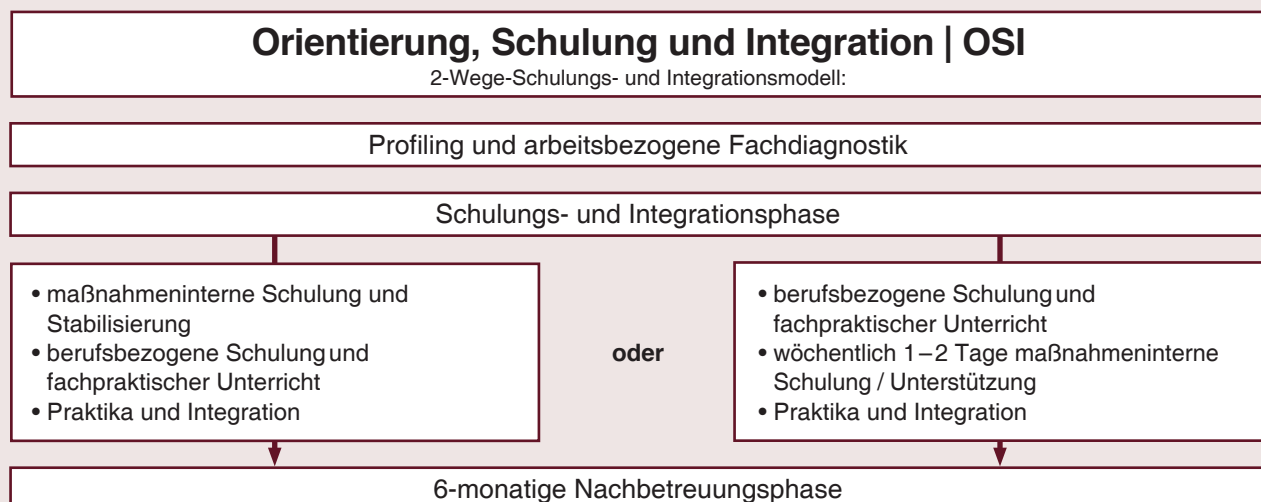 Orientierung, Schulung und Integration | OSI
2-Wege-Schulungs- und Integrationsmodell:
Profiling und arbeitsbezogene Fachdiagnostik
Schulungs- und Integrationsphase
• maßnahmeninterne Schulung und
Stabilisierung
• berufsbezogene Schulung und
fachpraktischer Unterricht
• Praktika und Integration
oder
• berufsbezogene Schulung und
fachpraktischer Unterricht
• wöchentlich 1–2 Tage maßnahmeninterne
Schulung / Unterstützung
• Praktika und Integration
6-monatige Nachbetreuungsphase